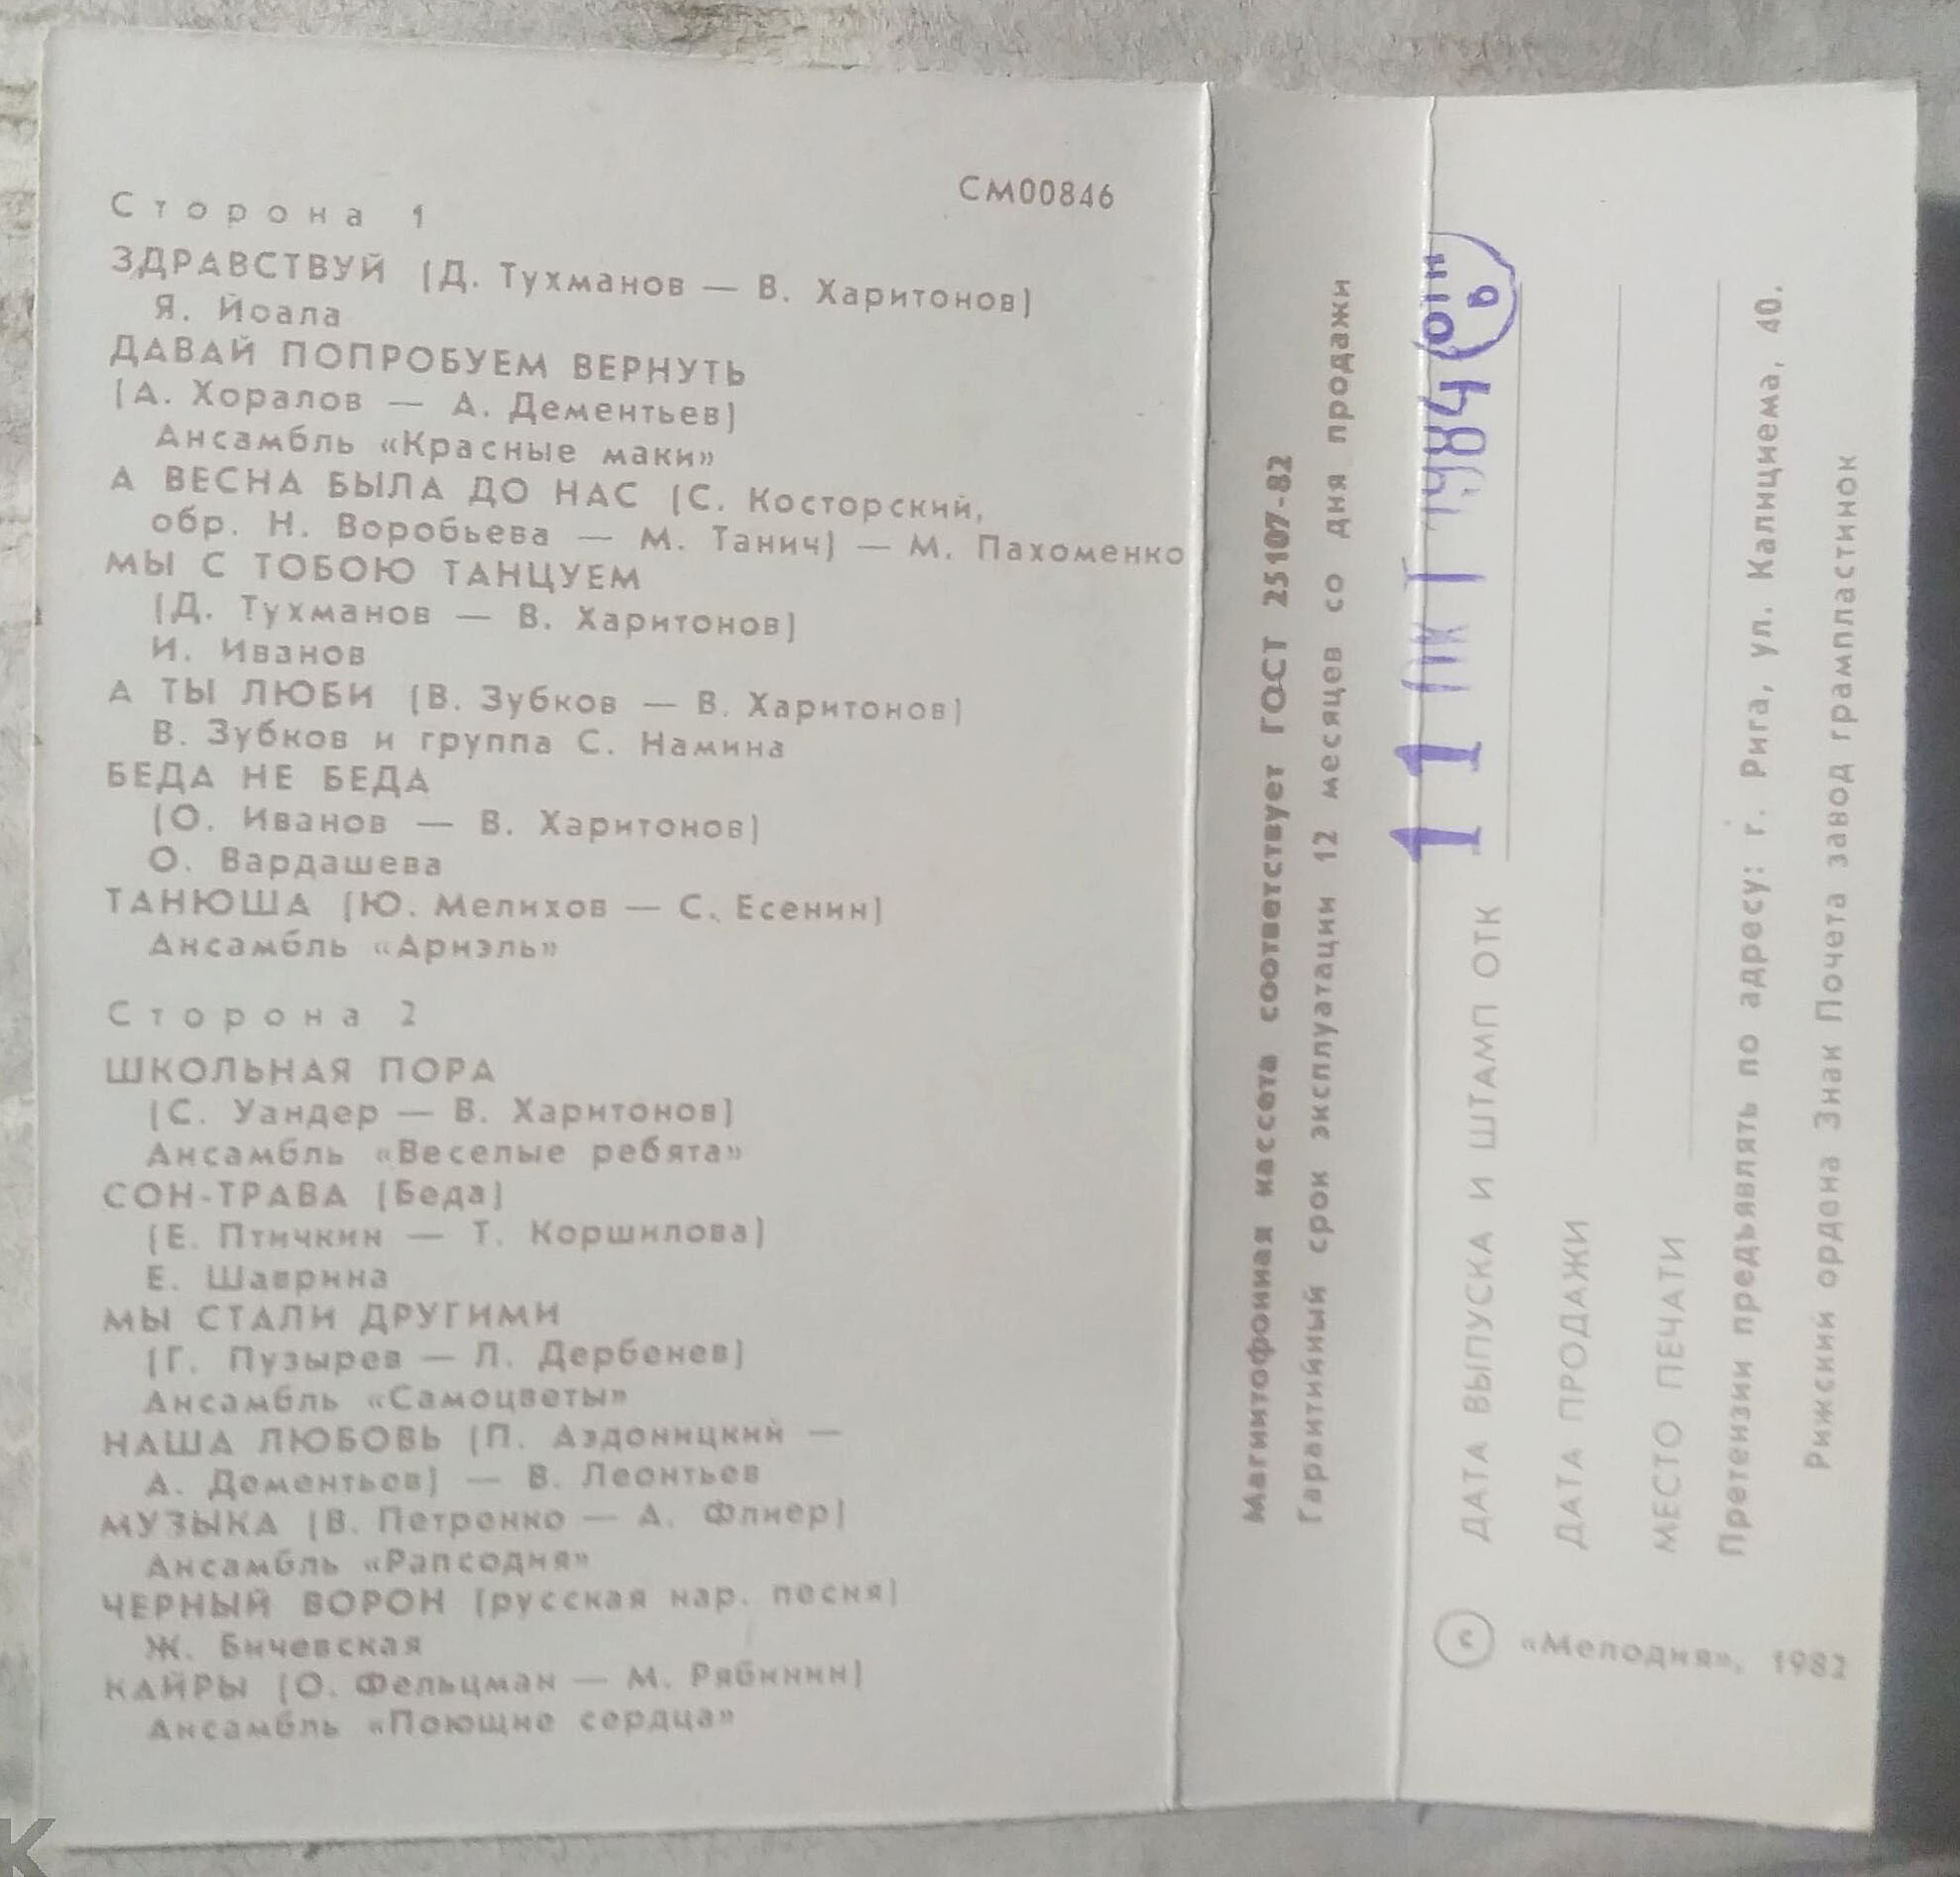 СМ00846
Сторона 1
ЗДРАВСТВУЙ (Д. Тухманов — В. Харитонов)
Я. Йоала
ДАВАЙ ПОПРОБУЕМ ВЕРНУТЬ
(А. Хоралов — А. Дементьев)
Ансамбль «Красные маки»
А ВЕСНА БЫЛА ДО НАС (С. Косторский,
обр. Н. Воробьева — М. Танич) — М. Пахоменко
МЫ С ТОБОЮ ТАНЦУЕМ
(Д. Тухманов — В. Харитонов)
И. Иванов
А ТЫ ЛЮБИ (В. Зубков — В. Харитонов)
В. Зубков и группа С. Намина
БЕДА НЕ БЕДА
(О. Иванов — В. Харитонов)
О. Вардашева
ТАНЮША (Ю. Мелихов — С. Есенин)
Ансамбль «Ариэль»
Сторона 2
ШКОЛЬНАЯ ПОРА
(С. Уандер — В. Харитонов)
Ансамбль «Веселые ребята»
СОН-ТРАВА (Беда)
(Е. Птичкин — Т. Коршилова)
Е. Шаврина
МЫ СТАЛИ ДРУГИМИ
(Г. Пузырев — Л. Дербенев)
Ансамбль «Самоцветы»
НАША ЛЮБОВЬ (П. Аэдоницкий —
А. Дементьев) — В. Леонтьев
МУЗЫКА (В. Петренко — А. Флиер)
Ансамбль «Рапсодия»
ЧЕРНЫЙ ВОРОН (русская нар. песня)
Ж. Бичевская
КАЙРЫ (О. Фельцман — М. Рябинин)
Ансамбль «Поющие сердца»
Магнитофонная кассета соответствует ГОСТ 25107-82
Гарантийный срок эксплуатации 12 месяцев со дня продажи
ДАТА ВЫПУСКА И ШТАМП ОТК 11 ОКТ 1984
ДАТА ПРОДАЖИ
МЕСТО ПЕЧАТИ
Претензии предъявлять по адресу: г. Рига, ул. Калнциема, 40.
Рижский ордена Знак Почета завод грампластинок
© «Мелодия», 1982